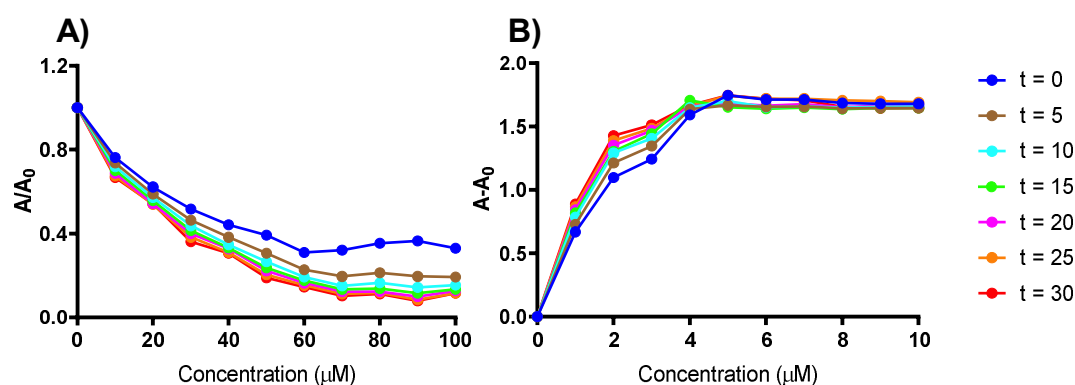 A)
1.2
0.8
0.4
0.0
A/A0
0 20 40 60 80 100
Concentration (μM)
B)
2.0
1.5
1.0
0.5
0.0
A-A0
0 2 4 6 8 10
Concentration (μM)
t = 0
t = 5
t = 10
t = 15
t = 20
t = 25
t = 30